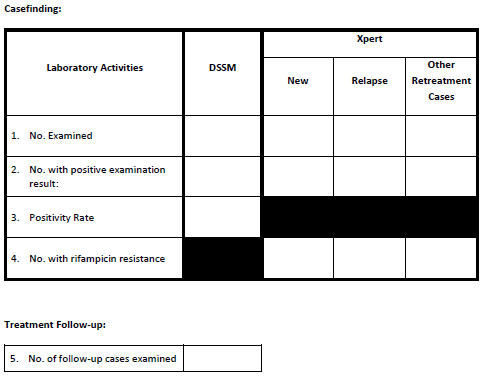 Casefinding:
Xpert
Laboratory Activities DSSM
New Relapse Other
Retreatment
Cases
1. No. Examined
2. No. with positive examination
result:
3. Positivity Rate
4. No. with rifampicin resistance
Treatment Follow-up:
5. No. of follow-up cases examined